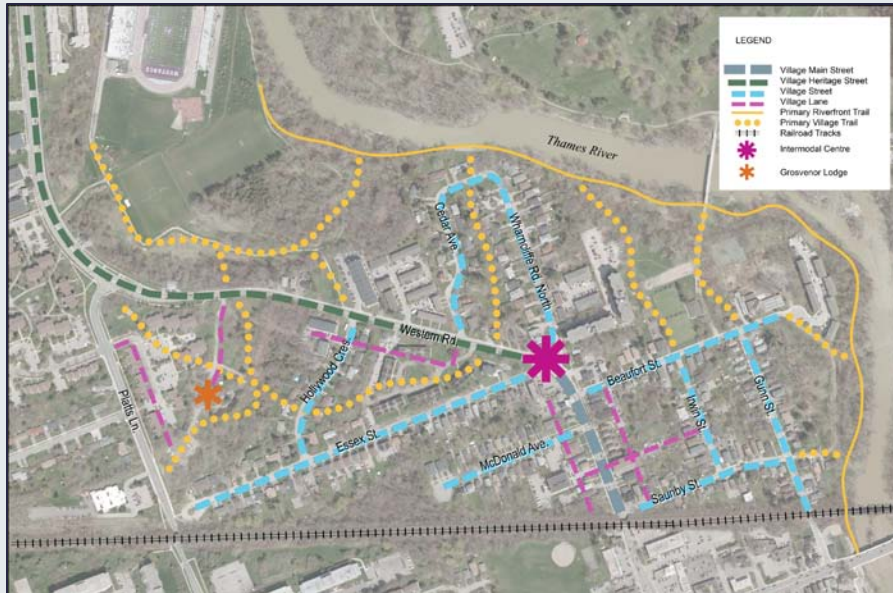 LEGEND
Village Main Street
Village Heritage Street
Village Street
Village Lane
Primary Riverfront Trail
Primary Village Trail
Railroad Tracks
Intermodal Centre
Grosvenor Lodge
MUSTANGS
Thames River
Cedar Ave
Wharncliffe Rd. North
Western Rd.
Hollywood Cres
Platts Ln.
Essex St.
Beaufort St.
Irwin St.
Gunn St.
McDonald Ave.
Saunby St.